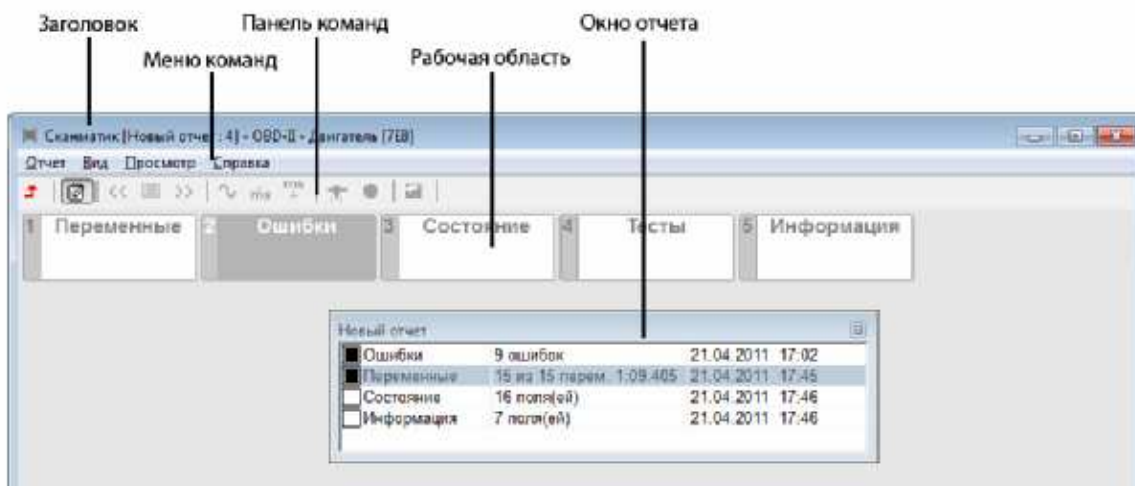 Заголовок
Панель команд
Окно отчета
Меню команд
Рабочая область
Сканматик [Новый отчет: 4] - OBD-II - Двигатель [7E8]
Отчет Вид Просмотр Справка
<< >>
1 Переменные 2 Ошибки 3 Состояние 4 Тесты 5 Информация
Новый отчет
Ошибки 9 ошибок 21.04.2011 17:02
Переменные 15 из 15 перем. 1:09.465 21.04.2011 17:45
Состояние 16 поля(ей) 21.04.2011 17:46
Информация 7 поля(ей) 21.04.2011 17:46